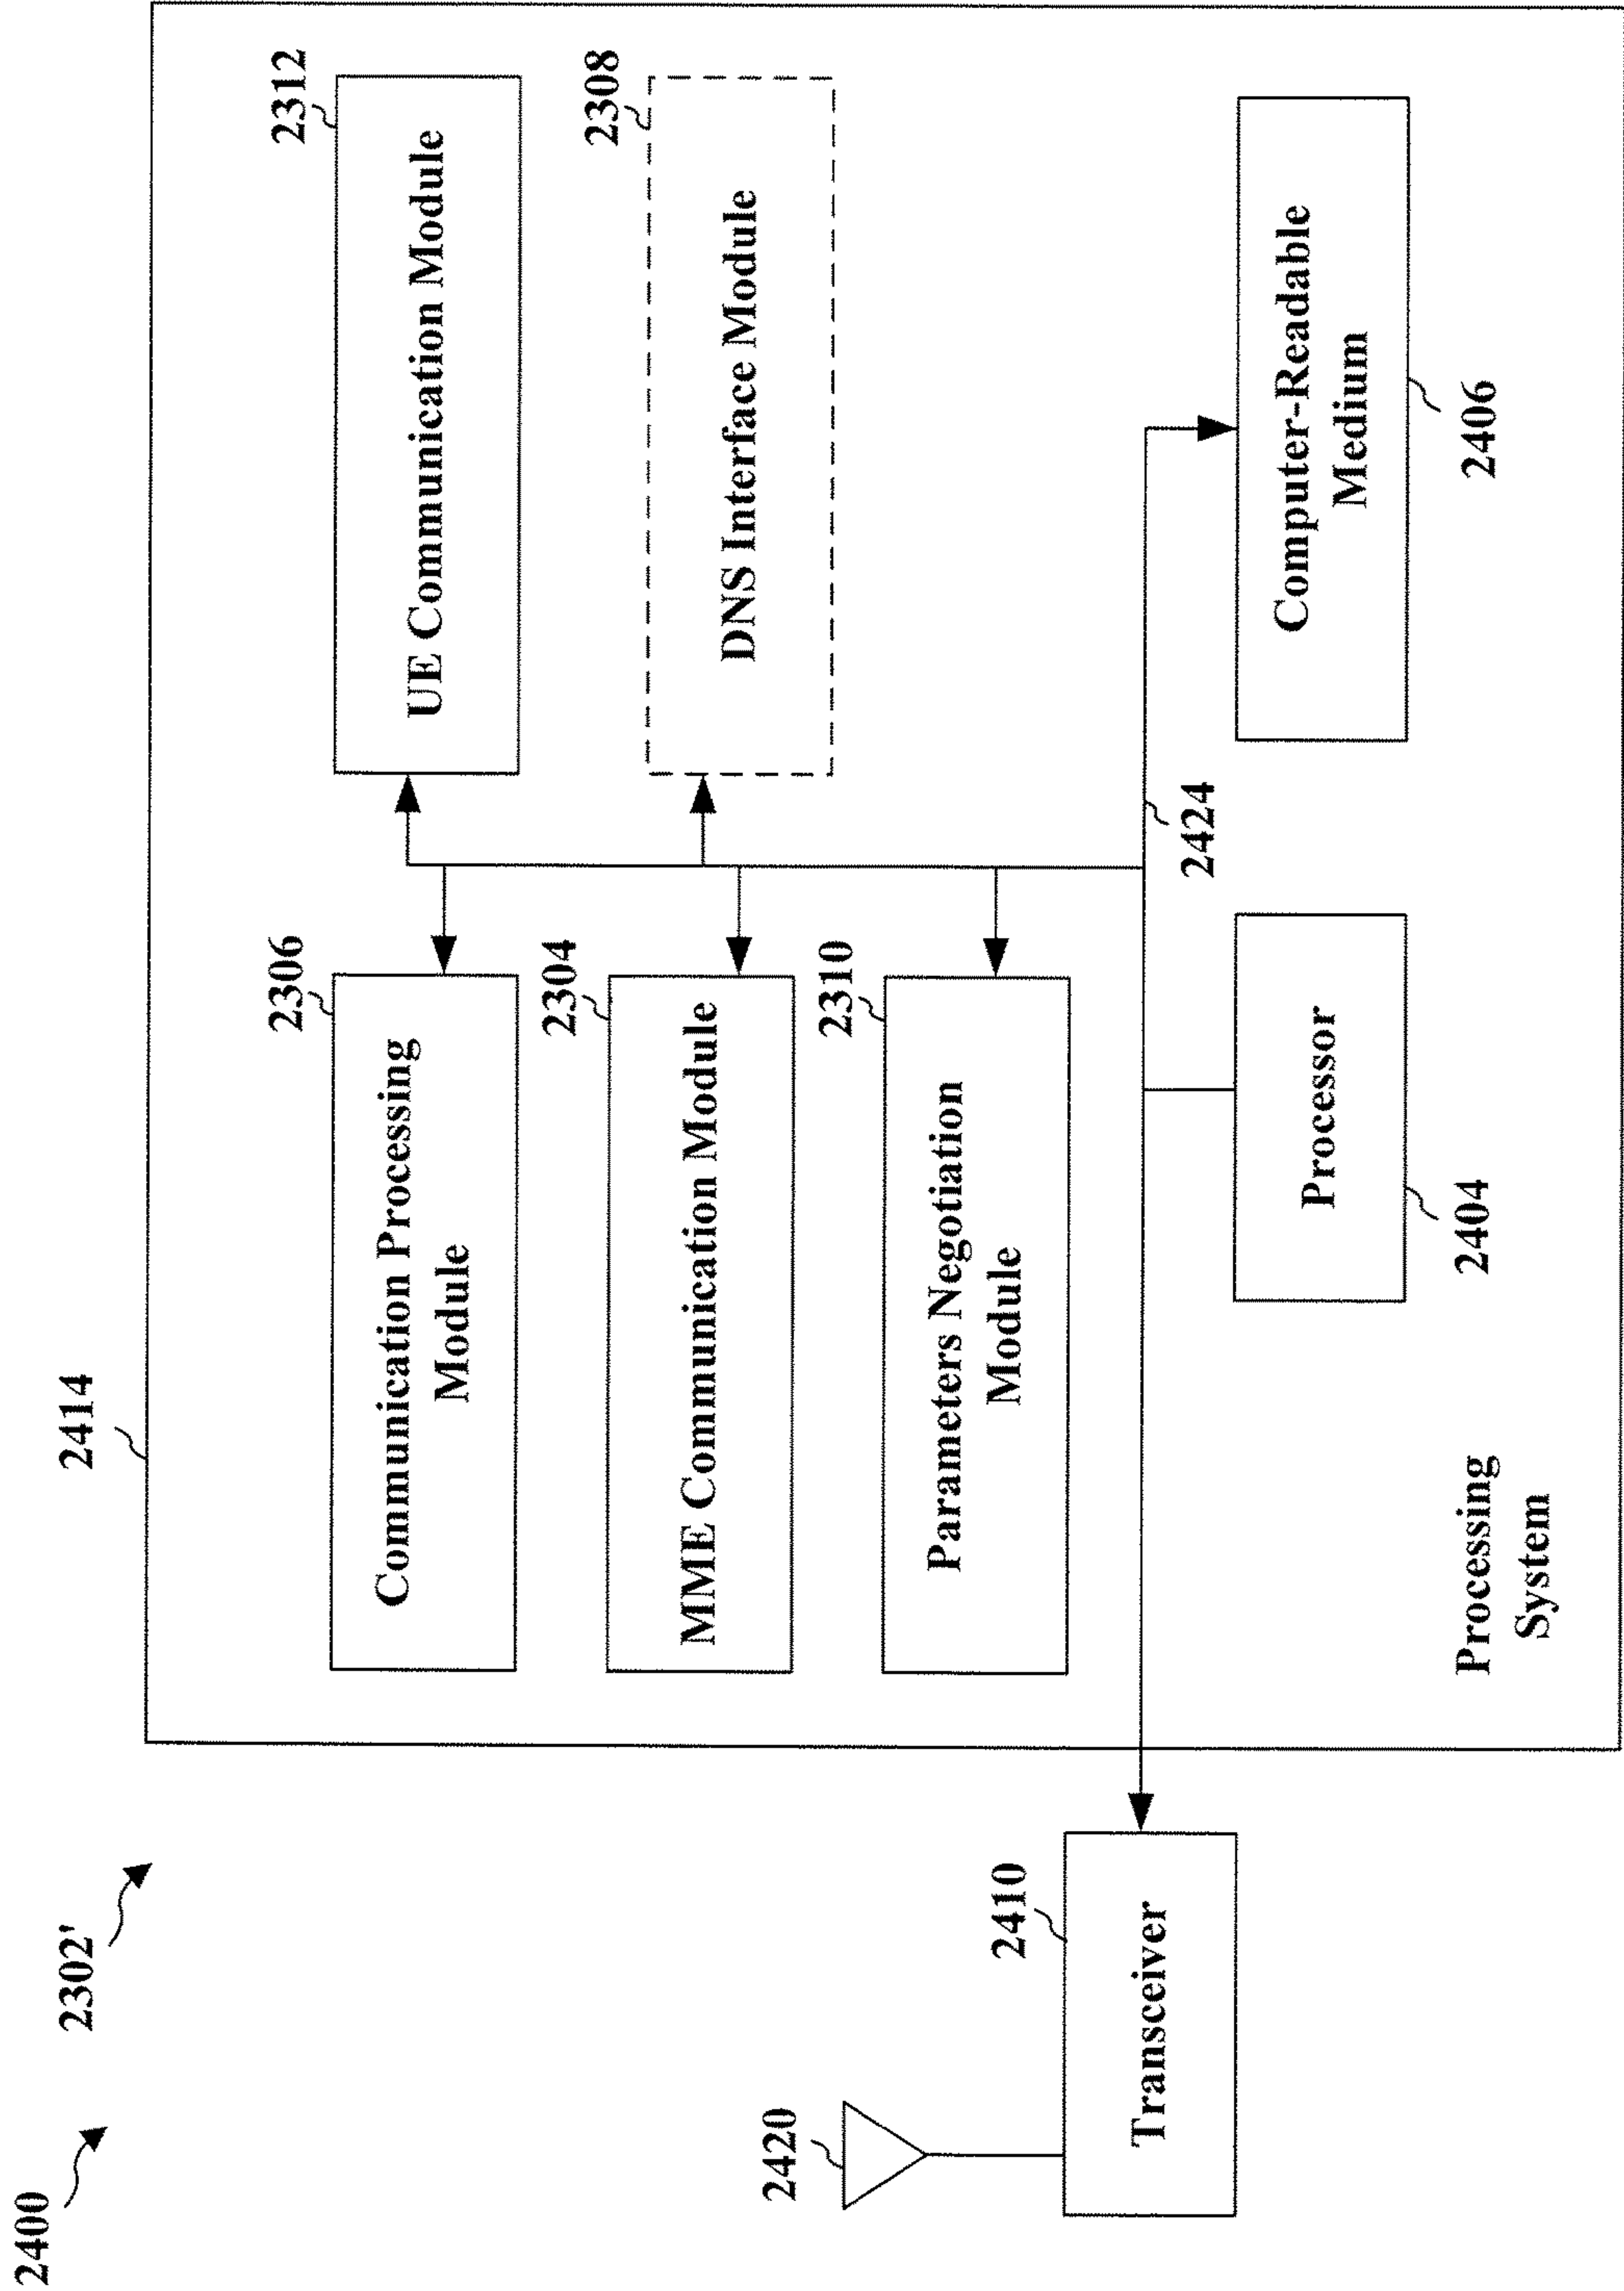 2400
2302'
2414
2306
Communication Processing
Module
2312
UE Communication Module
2304
MME Communication Module
2308
DNS Interface Module
2310
Parameters Negotiation
Module
2420
2410
Transceiver
2424
Processor
2404
Computer-Readable
Medium
2406
Processing
System